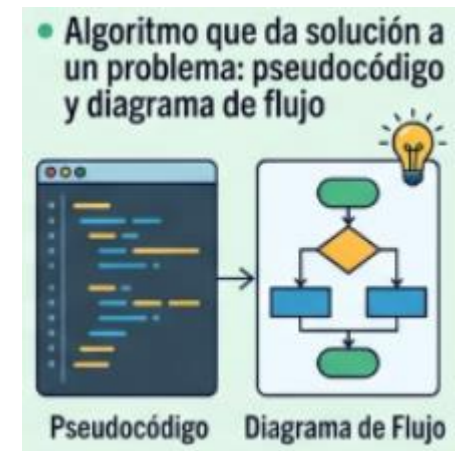 • Algoritmo que da solución a
un problema: pseudocódigo
y diagrama de flujo
Pseudocódigo
Diagrama de Flujo